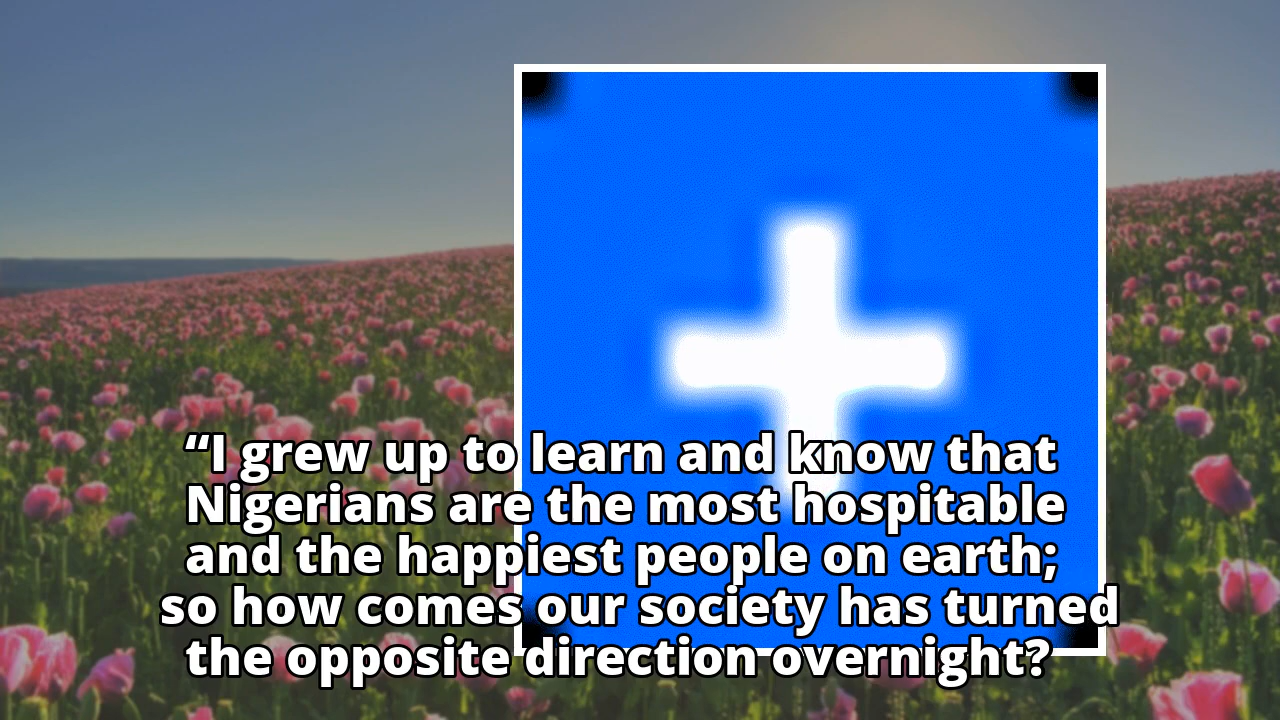 “I grew up to learn and know that
Nigerians are the most hospitable
and the happiest people on earth;
so how comes our society has turned
the opposite direction overnight?